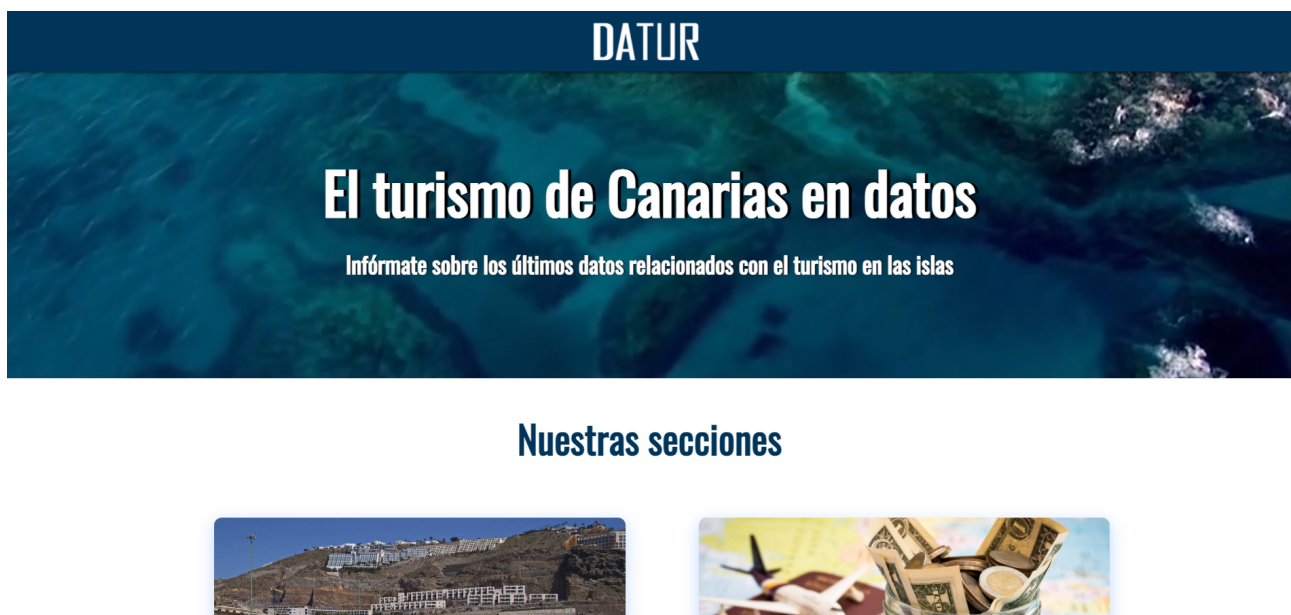 DATUR
El turismo de Canarias en datos
Infórmate sobre los últimos datos relacionados con el turismo en las islas
Nuestras secciones